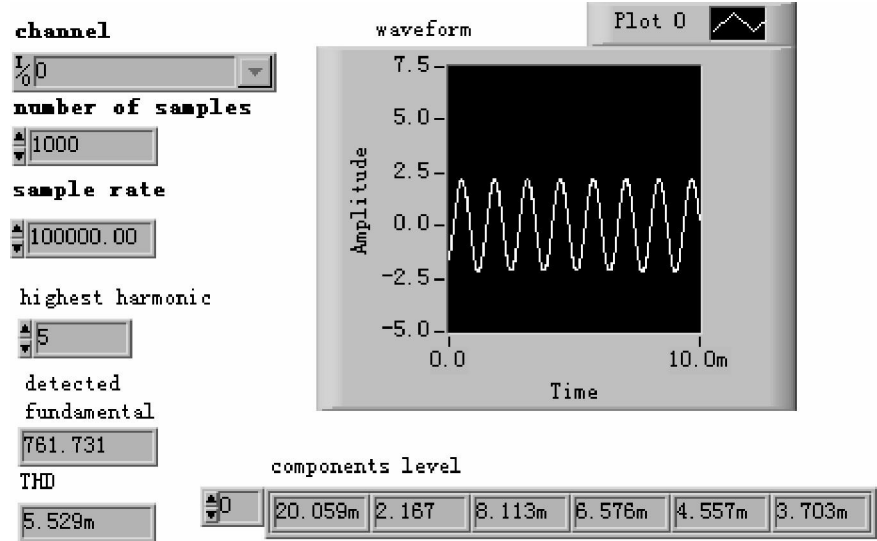 channel
I/O 0
number of samples
1000
sample rate
100000.00
highest harmonic
5
detected
fundamental
761.731
THD
5.529m
waveform
Plot 0
7.5
5.0
2.5
0.0
-2.5
-5.0
Amplitude
0.0
10.0m
Time
components level
0
20.059m
2.167
8.113m
6.576m
4.557m
3.703m